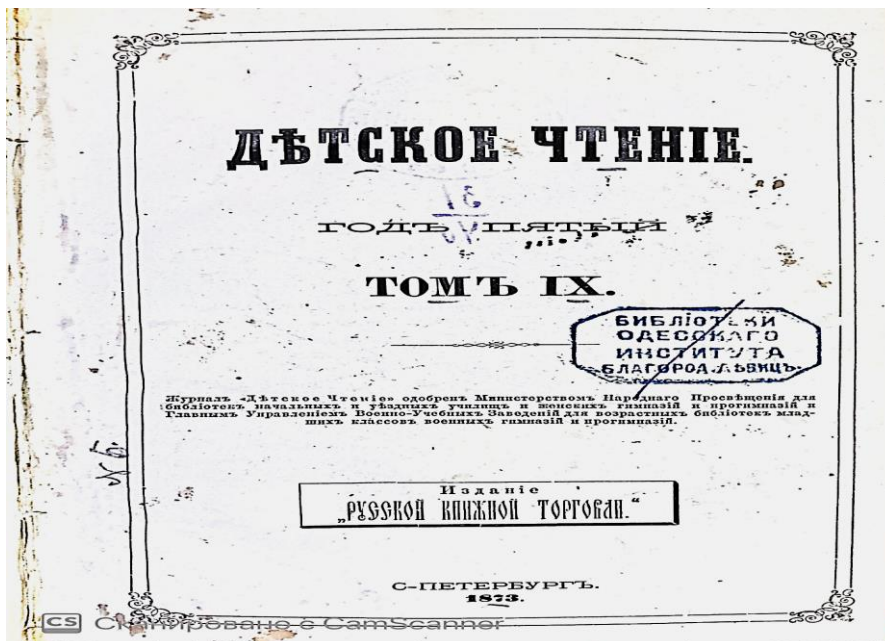 ДѢТСКОЕ ЧТЕНІЕ.
ГОДЪ ПЯТЫЙ
ТОМЪ IX.
БИБЛІОТЕКИ
ОДЕССКАГО
ИНСТИТУТА
БЛАГОРОД. ДѢВИЦЪ.
Журналъ «Дѣтское Чтеніе» одобренъ Министерствомъ Народнаго Просвѣщенія для
библіотекъ начальныхъ и уѣздныхъ училищъ и женскихъ гимназій и прогимназій и
Главнымъ Управленіемъ Военно-Учебныхъ Заведеній для возрастныхъ библіотекъ млад-
шихъ классовъ военныхъ гимназій и прогимназій.
Изданіе
„РУССКОЙ КНИЖНОЙ ТОРГОВЛИ.“
С-ПЕТЕРБУРГЪ.
1873.
CS Сканировано с CamScanner